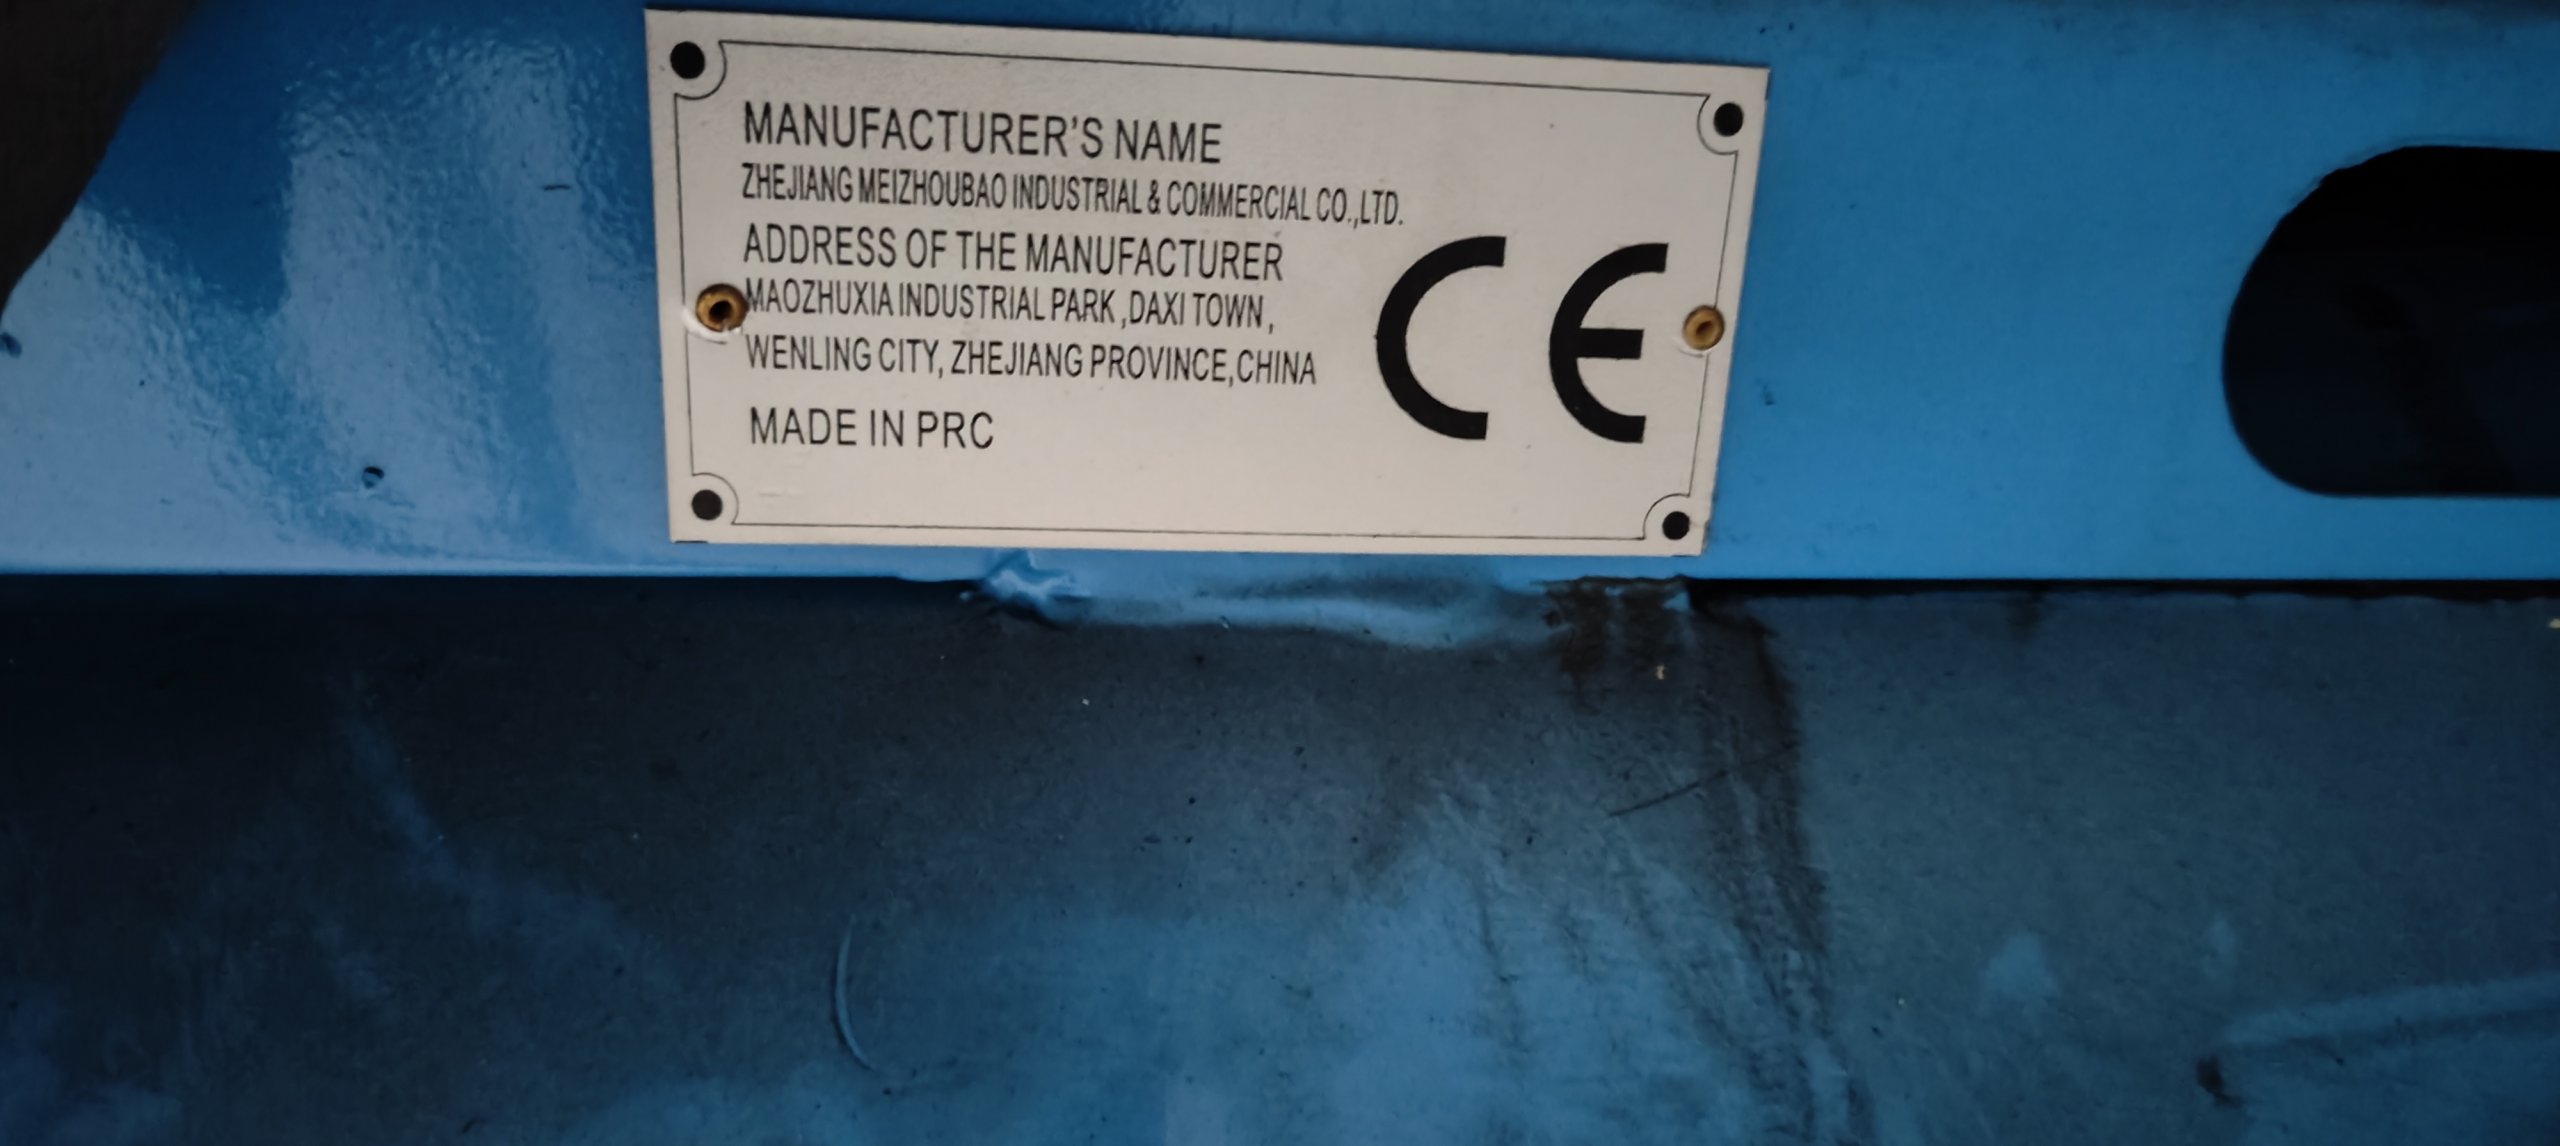 MANUFACTURER'S NAME
ZHEJIANG MEIZHOUBAO INDUSTRIAL & COMMERCIAL CO.,LTD.
ADDRESS OF THE MANUFACTURER
MAOZHUXIA INDUSTRIAL PARK ,DAXI TOWN ,
WENLING CITY, ZHEJIANG PROVINCE,CHINA
MADE IN PRC
CE